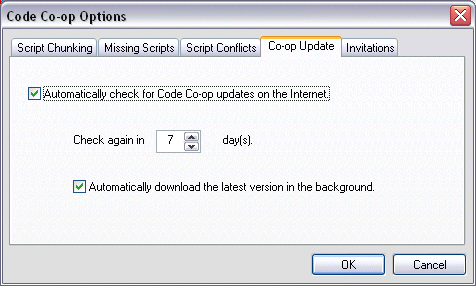 Code Co-op Options
Script Chunking Missing Scripts Script Conflicts Co-op Update Invitations
Automatically check for Code Co-op updates on the Internet.
Check again in 7 day(s).
Automatically download the latest version in the background.
OK Cancel